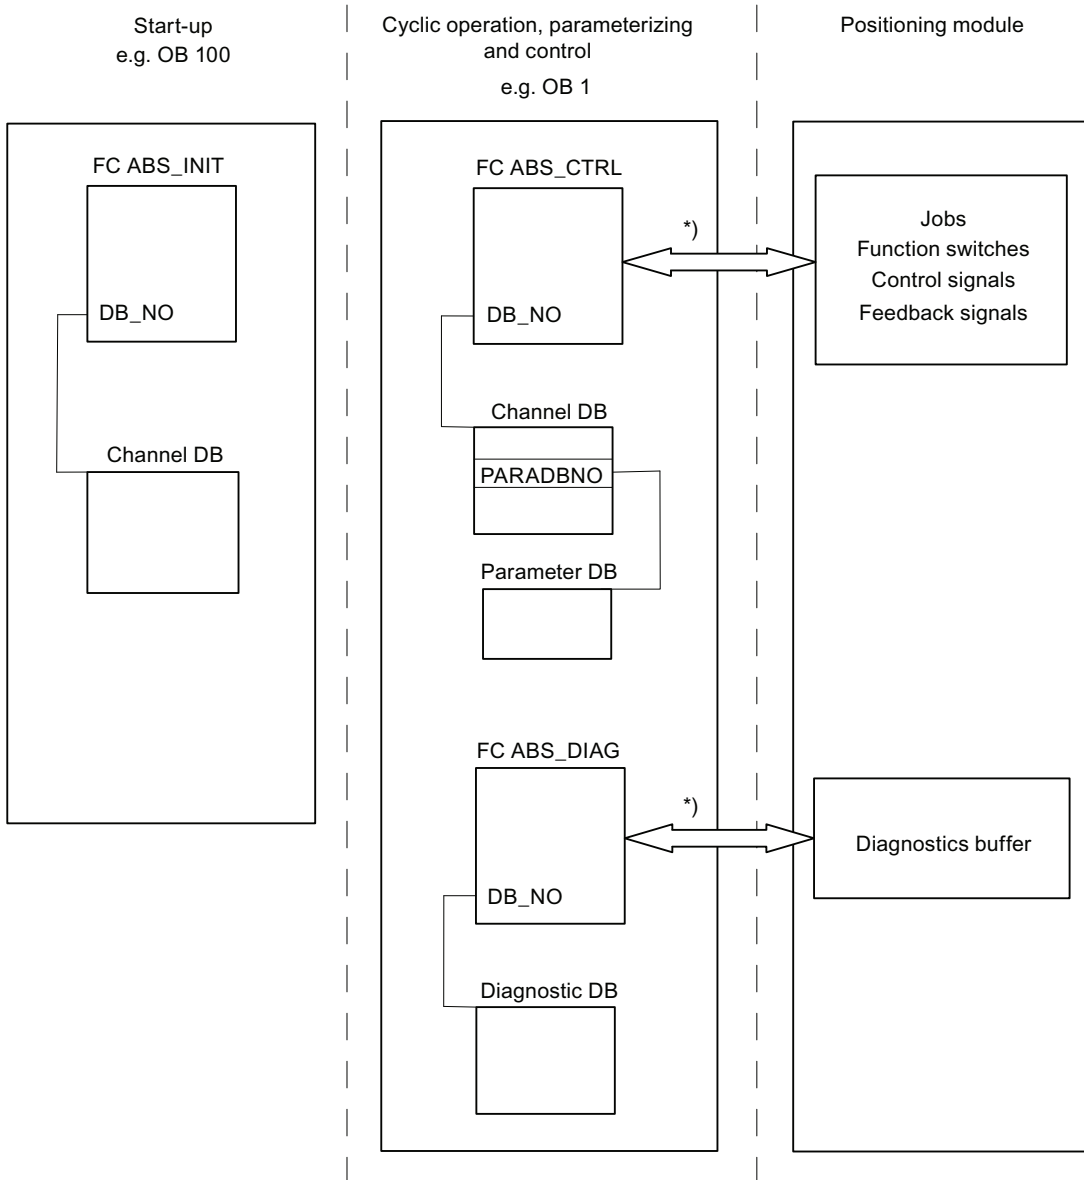 Start-up
e.g. OB 100
Cyclic operation, parameterizing
and control
e.g. OB 1
Positioning module
FC ABS_INIT
DB_NO
Channel DB
FC ABS_CTRL
DB_NO
*)
Channel DB
PARADBNO
Parameter DB
FC ABS_DIAG
DB_NO
*)
Diagnostic DB
Jobs
Function switches
Control signals
Feedback signals
Diagnostics buffer